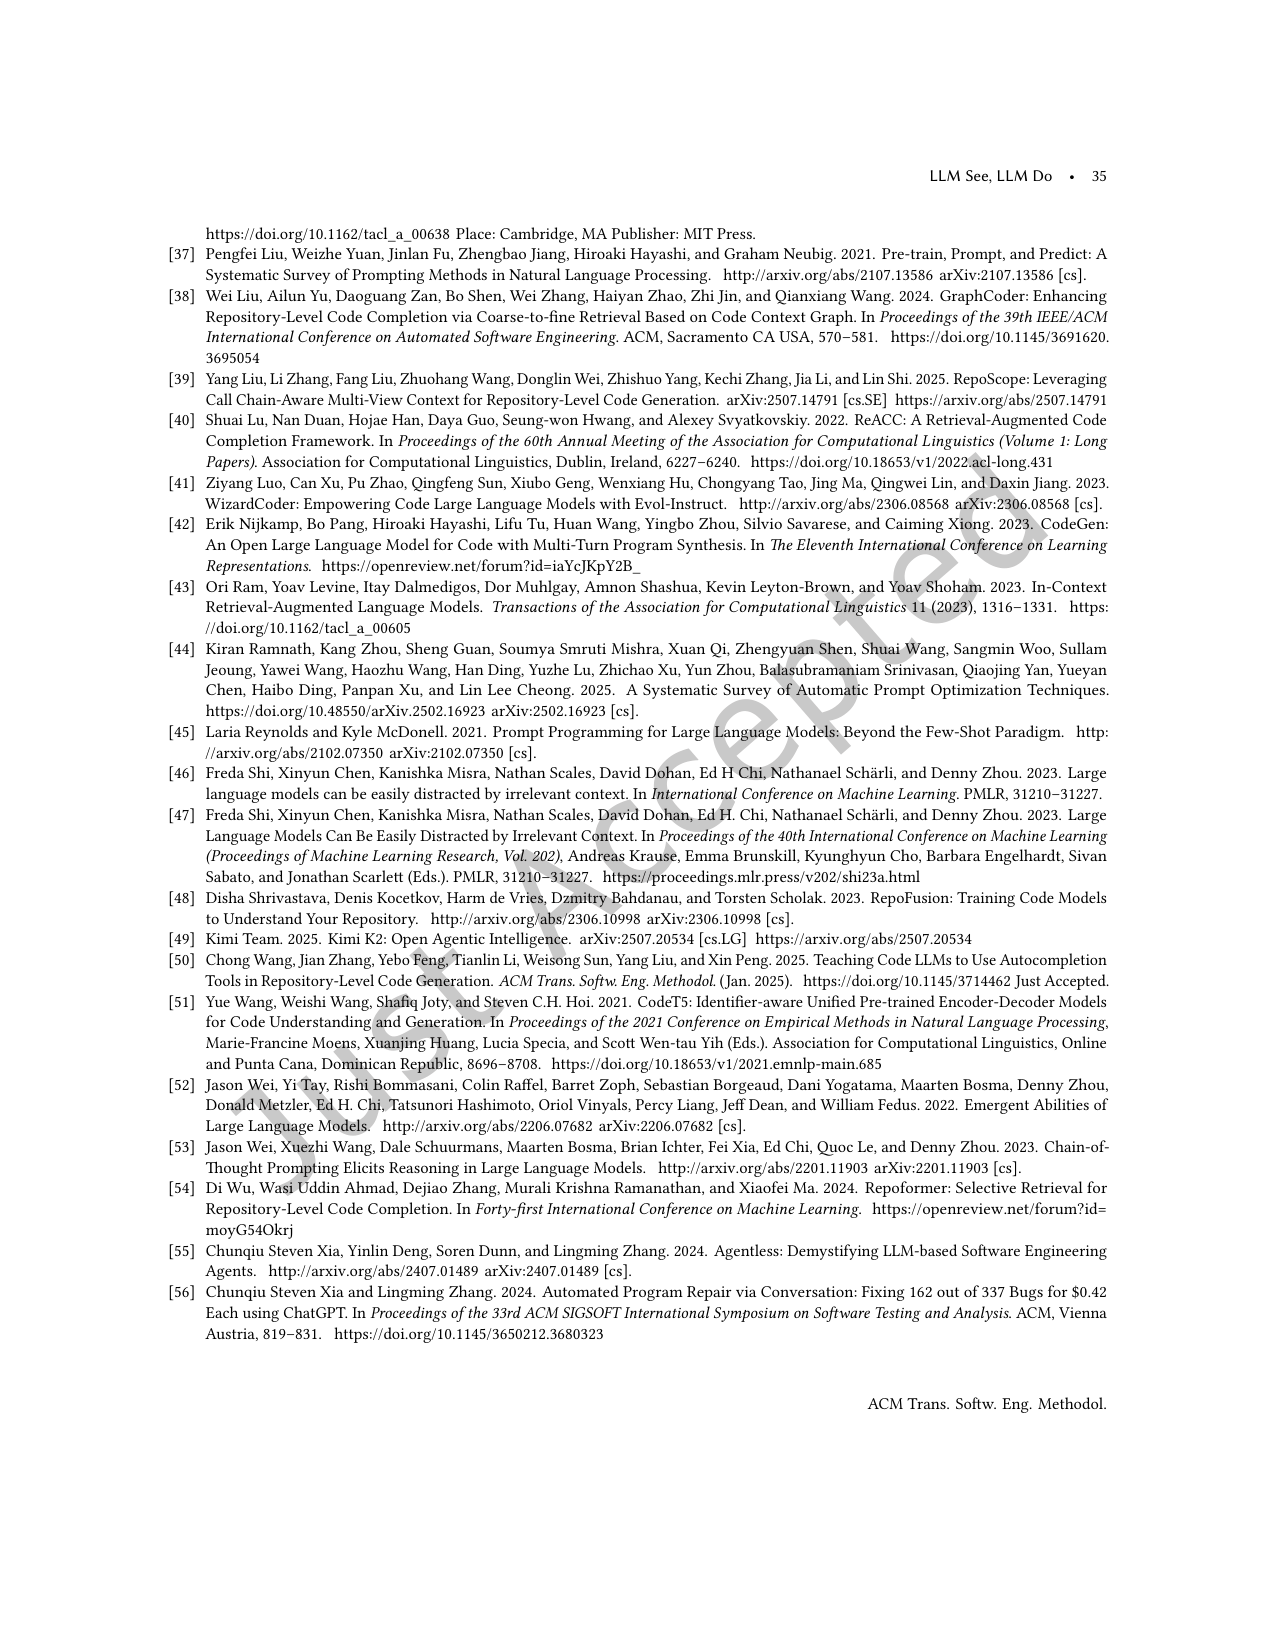 LLM See, LLM Do • 35
https://doi.org/10.1162/tacl_a_00638 Place: Cambridge, MA Publisher: MIT Press.
[37] Pengfei Liu, Weizhe Yuan, Jinlan Fu, Zhengbao Jiang, Hiroaki Hayashi, and Graham Neubig. 2021. Pre-train, Prompt, and Predict: A
Systematic Survey of Prompting Methods in Natural Language Processing. http://arxiv.org/abs/2107.13586 arXiv:2107.13586 [cs].
[38] Wei Liu, Ailun Yu, Daoguang Zan, Bo Shen, Wei Zhang, Haiyan Zhao, Zhi Jin, and Qianxiang Wang. 2024. GraphCoder: Enhancing
Repository-Level Code Completion via Coarse-to-fine Retrieval Based on Code Context Graph. In Proceedings of the 39th IEEE/ACM
International Conference on Automated Software Engineering. ACM, Sacramento CA USA, 570–581. https://doi.org/10.1145/3691620.
3695054
[39] Yang Liu, Li Zhang, Fang Liu, Zhuohang Wang, Donglin Wei, Zhishuo Yang, Kechi Zhang, Jia Li, and Lin Shi. 2025. RepoScope: Leveraging
Call Chain-Aware Multi-View Context for Repository-Level Code Generation. arXiv:2507.14791 [cs.SE] https://arxiv.org/abs/2507.14791
[40] Shuai Lu, Nan Duan, Hojae Han, Daya Guo, Seung-won Hwang, and Alexey Svyatkovskiy. 2022. ReACC: A Retrieval-Augmented Code
Completion Framework. In Proceedings of the 60th Annual Meeting of the Association for Computational Linguistics (Volume 1: Long
Papers). Association for Computational Linguistics, Dublin, Ireland, 6227–6240. https://doi.org/10.18653/v1/2022.acl-long.431
[41] Ziyang Luo, Can Xu, Pu Zhao, Qingfeng Sun, Xiubo Geng, Wenxiang Hu, Chongyang Tao, Jing Ma, Qingwei Lin, and Daxin Jiang. 2023.
WizardCoder: Empowering Code Large Language Models with Evol-Instruct. http://arxiv.org/abs/2306.08568 arXiv:2306.08568 [cs].
[42] Erik Nijkamp, Bo Pang, Hiroaki Hayashi, Lifu Tu, Huan Wang, Yingbo Zhou, Silvio Savarese, and Caiming Xiong. 2023. CodeGen:
An Open Large Language Model for Code with Multi-Turn Program Synthesis. In The Eleventh International Conference on Learning
Representations. https://openreview.net/forum?id=iaYcJKpY2B_
[43] Ori Ram, Yoav Levine, Itay Dalmedigos, Dor Muhlgay, Amnon Shashua, Kevin Leyton-Brown, and Yoav Shoham. 2023. In-Context
Retrieval-Augmented Language Models. Transactions of the Association for Computational Linguistics 11 (2023), 1316–1331. https:
//doi.org/10.1162/tacl_a_00605
[44] Kiran Ramnath, Kang Zhou, Sheng Guan, Soumya Smruti Mishra, Xuan Qi, Zhengyuan Shen, Shuai Wang, Sangmin Woo, Sullam
Jeoung, Yawei Wang, Haozhu Wang, Han Ding, Yuzhe Lu, Zhichao Xu, Yun Zhou, Balasubramaniam Srinivasan, Qiaojing Yan, Yueyan
Chen, Haibo Ding, Panpan Xu, and Lin Lee Cheong. 2025. A Systematic Survey of Automatic Prompt Optimization Techniques.
https://doi.org/10.48550/arXiv.2502.16923 arXiv:2502.16923 [cs].
[45] Laria Reynolds and Kyle McDonell. 2021. Prompt Programming for Large Language Models: Beyond the Few-Shot Paradigm. http:
//arxiv.org/abs/2102.07350 arXiv:2102.07350 [cs].
[46] Freda Shi, Xinyun Chen, Kanishka Misra, Nathan Scales, David Dohan, Ed H Chi, Nathanael Schärli, and Denny Zhou. 2023. Large
language models can be easily distracted by irrelevant context. In International Conference on Machine Learning. PMLR, 31210–31227.
[47] Freda Shi, Xinyun Chen, Kanishka Misra, Nathan Scales, David Dohan, Ed H. Chi, Nathanael Schärli, and Denny Zhou. 2023. Large
Language Models Can Be Easily Distracted by Irrelevant Context. In Proceedings of the 40th International Conference on Machine Learning
(Proceedings of Machine Learning Research, Vol. 202), Andreas Krause, Emma Brunskill, Kyunghyun Cho, Barbara Engelhardt, Sivan
Sabato, and Jonathan Scarlett (Eds.). PMLR, 31210–31227. https://proceedings.mlr.press/v202/shi23a.html
[48] Disha Shrivastava, Denis Kocetkov, Harm de Vries, Dzmitry Bahdanau, and Torsten Scholak. 2023. RepoFusion: Training Code Models
to Understand Your Repository. http://arxiv.org/abs/2306.10998 arXiv:2306.10998 [cs].
[49] Kimi Team. 2025. Kimi K2: Open Agentic Intelligence. arXiv:2507.20534 [cs.LG] https://arxiv.org/abs/2507.20534
[50] Chong Wang, Jian Zhang, Yebo Feng, Tianlin Li, Weisong Sun, Yang Liu, and Xin Peng. 2025. Teaching Code LLMs to Use Autocompletion
Tools in Repository-Level Code Generation. ACM Trans. Softw. Eng. Methodol. (Jan. 2025). https://doi.org/10.1145/3714462 Just Accepted.
[51] Yue Wang, Weishi Wang, Shafiq Joty, and Steven C.H. Hoi. 2021. CodeT5: Identifier-aware Unified Pre-trained Encoder-Decoder Models
for Code Understanding and Generation. In Proceedings of the 2021 Conference on Empirical Methods in Natural Language Processing,
Marie-Francine Moens, Xuanjing Huang, Lucia Specia, and Scott Wen-tau Yih (Eds.). Association for Computational Linguistics, Online
and Punta Cana, Dominican Republic, 8696–8708. https://doi.org/10.18653/v1/2021.emnlp-main.685
[52] Jason Wei, Yi Tay, Rishi Bommasani, Colin Raffel, Barret Zoph, Sebastian Borgeaud, Dani Yogatama, Maarten Bosma, Denny Zhou,
Donald Metzler, Ed H. Chi, Tatsunori Hashimoto, Oriol Vinyals, Percy Liang, Jeff Dean, and William Fedus. 2022. Emergent Abilities of
Large Language Models. http://arxiv.org/abs/2206.07682 arXiv:2206.07682 [cs].
[53] Jason Wei, Xuezhi Wang, Dale Schuurmans, Maarten Bosma, Brian Ichter, Fei Xia, Ed Chi, Quoc Le, and Denny Zhou. 2023. Chain-of-
Thought Prompting Elicits Reasoning in Large Language Models. http://arxiv.org/abs/2201.11903 arXiv:2201.11903 [cs].
[54] Di Wu, Wasi Uddin Ahmad, Dejiao Zhang, Murali Krishna Ramanathan, and Xiaofei Ma. 2024. Repoformer: Selective Retrieval for
Repository-Level Code Completion. In Forty-first International Conference on Machine Learning. https://openreview.net/forum?id=
moyG54Okrj
[55] Chunqiu Steven Xia, Yinlin Deng, Soren Dunn, and Lingming Zhang. 2024. Agentless: Demystifying LLM-based Software Engineering
Agents. http://arxiv.org/abs/2407.01489 arXiv:2407.01489 [cs].
[56] Chunqiu Steven Xia and Lingming Zhang. 2024. Automated Program Repair via Conversation: Fixing 162 out of 337 Bugs for $0.42
Each using ChatGPT. In Proceedings of the 33rd ACM SIGSOFT International Symposium on Software Testing and Analysis. ACM, Vienna
Austria, 819–831. https://doi.org/10.1145/3650212.3680323
Just Accepted
ACM Trans. Softw. Eng. Methodol.